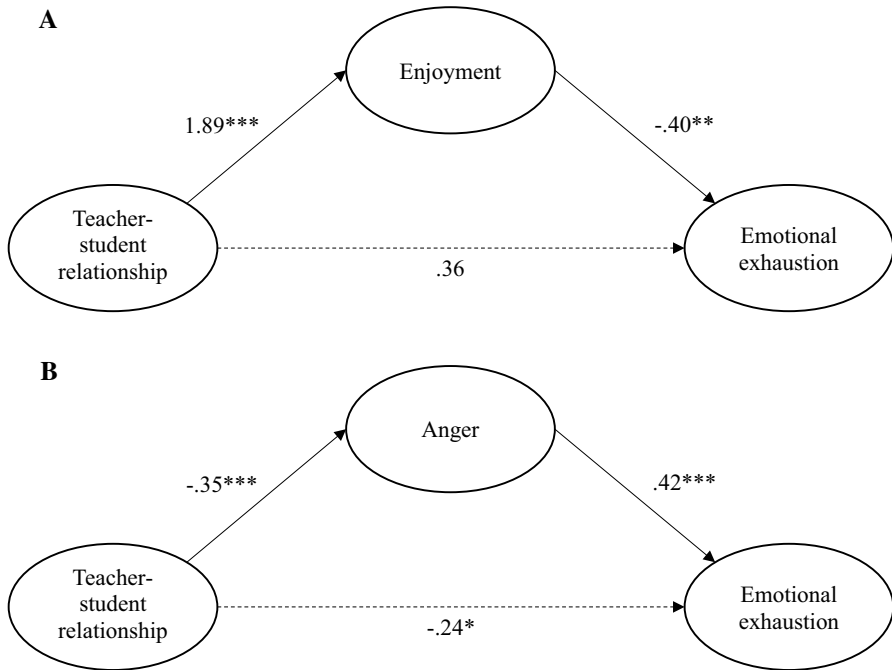 A
Enjoyment
1.89***
-.40**
Teacher-
student
relationship
.36
Emotional
exhaustion
B
Anger
-.35***
.42***
Teacher-
student
relationship
-.24*
Emotional
exhaustion